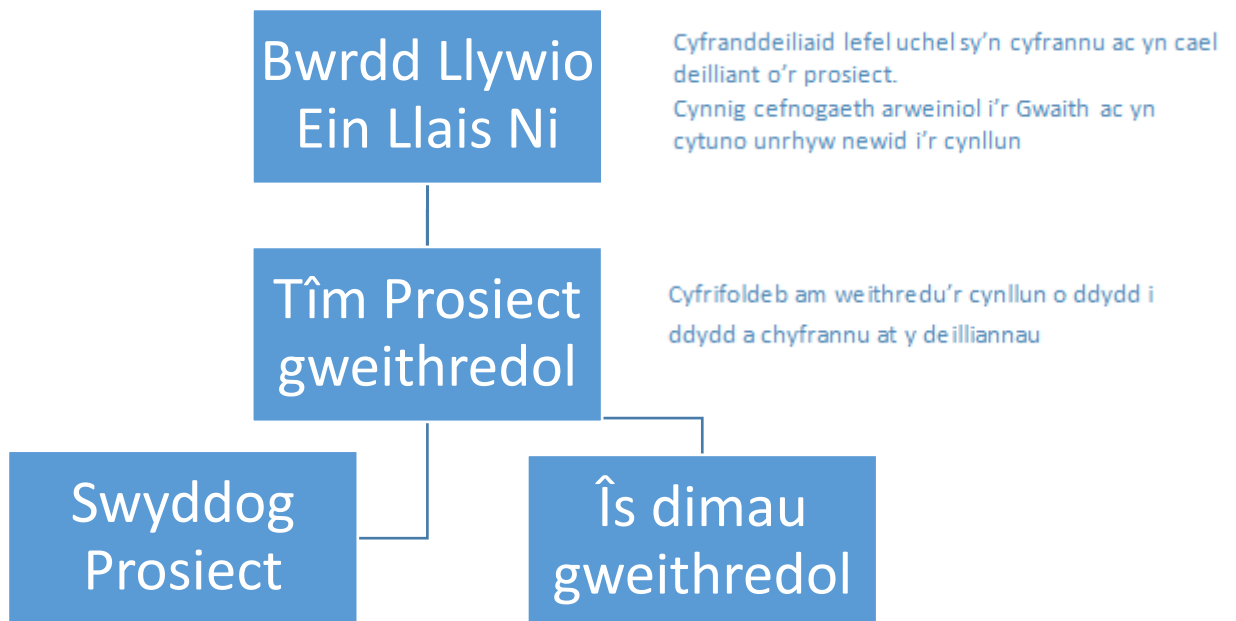 Bwrdd Llywio
Ein Llais Ni
Cyfranddeiliaid lefel uchel sy'n cyfrannu ac yn cael
deilliant o'r prosiect.
Cynnig cefnogaeth arweiniol i'r Gwaith ac yn
cytuno unrhyw newid i'r cynllun
Tîm Prosiect
gweithredol
Cyfrifoldeb am weithredu'r cynllun o ddydd i
ddydd a chyfrannu at y deilliannau
Swyddog
Prosiect
Îs dimau
gweithredol